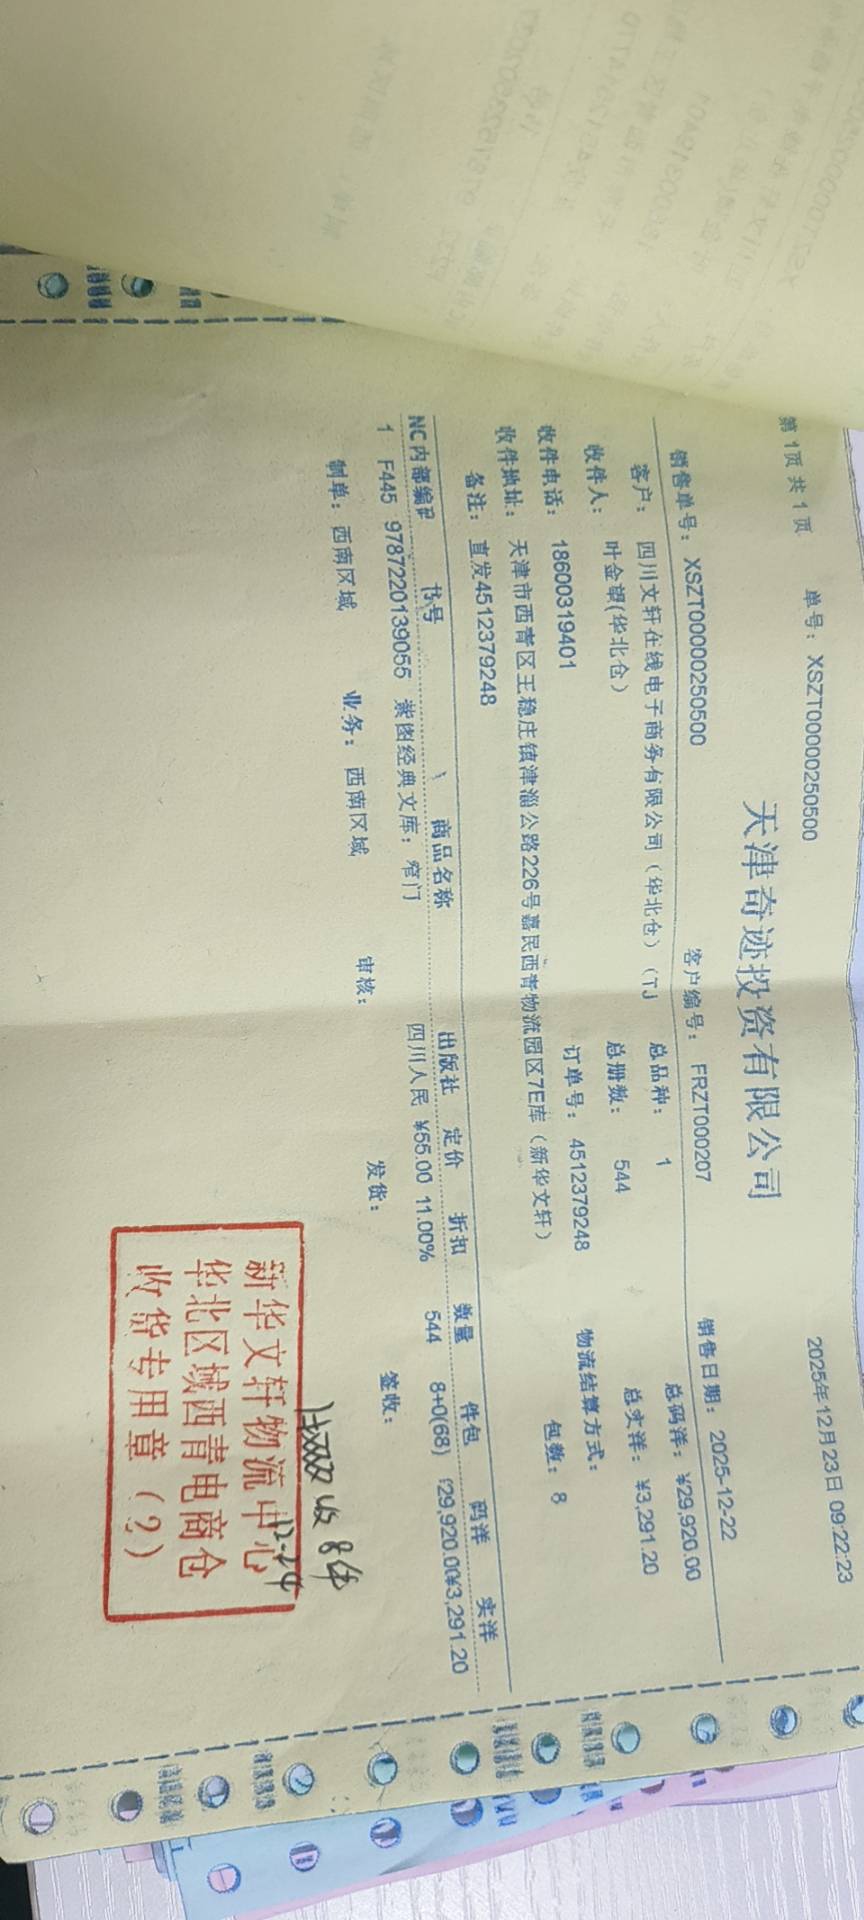 第 1页 共 1 页 单号：XSZT00000250500 2025年12月23日 09:22:23
天津奇迹投资有限公司
销售单号：XSZT00000250500 客户编号：FRZT000207 销售日期：2025-12-22
客户：四川文轩在线电子商务有限公司（华北仓）（TJ 总品种：1 总码洋：¥29,920.00
收件人：叶金望(华北仓) 总册数：544 总实洋：¥3,291.20
收件电话：18600319401 订单号：4512379248 物流结算方式：
收件地址：天津市西青区王稳庄镇津淄公路226号嘉民西青物流园区7E库（新华文轩） 包数：8
备注：直发4512379248
NC内部编码 书号 商品名称 出版社 定价 折扣 数量 件包 码洋 实洋
1 F445 9787220139055 紫图经典文库：窄门 四川人民 ¥55.00 11.00% 544 8+0(68) 29,920.00 ¥3,291.20
制单：西南区域 业务：西南区域 审核： 发货： 签收：
收 8件
12-24
新华文轩物流中心
华北区域西青电商仓
收货专用章（2）